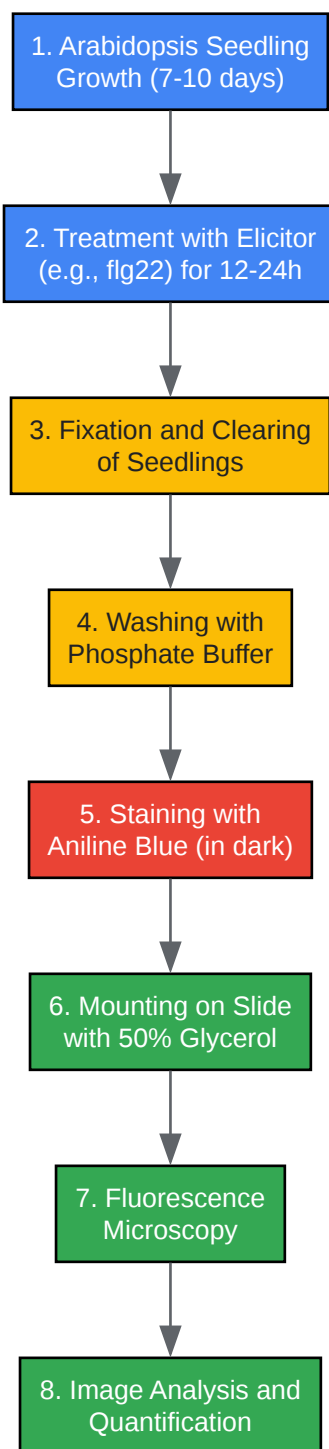 1. Arabidopsis Seedling
Growth (7-10 days)
2. Treatment with Elicitor
(e.g., flg22) for 12-24h
3. Fixation and Clearing
of Seedlings
4. Washing with
Phosphate Buffer
5. Staining with
Aniline Blue (in dark)
6. Mounting on Slide
with 50% Glycerol
7. Fluorescence
Microscopy
8. Image Analysis and
Quantification